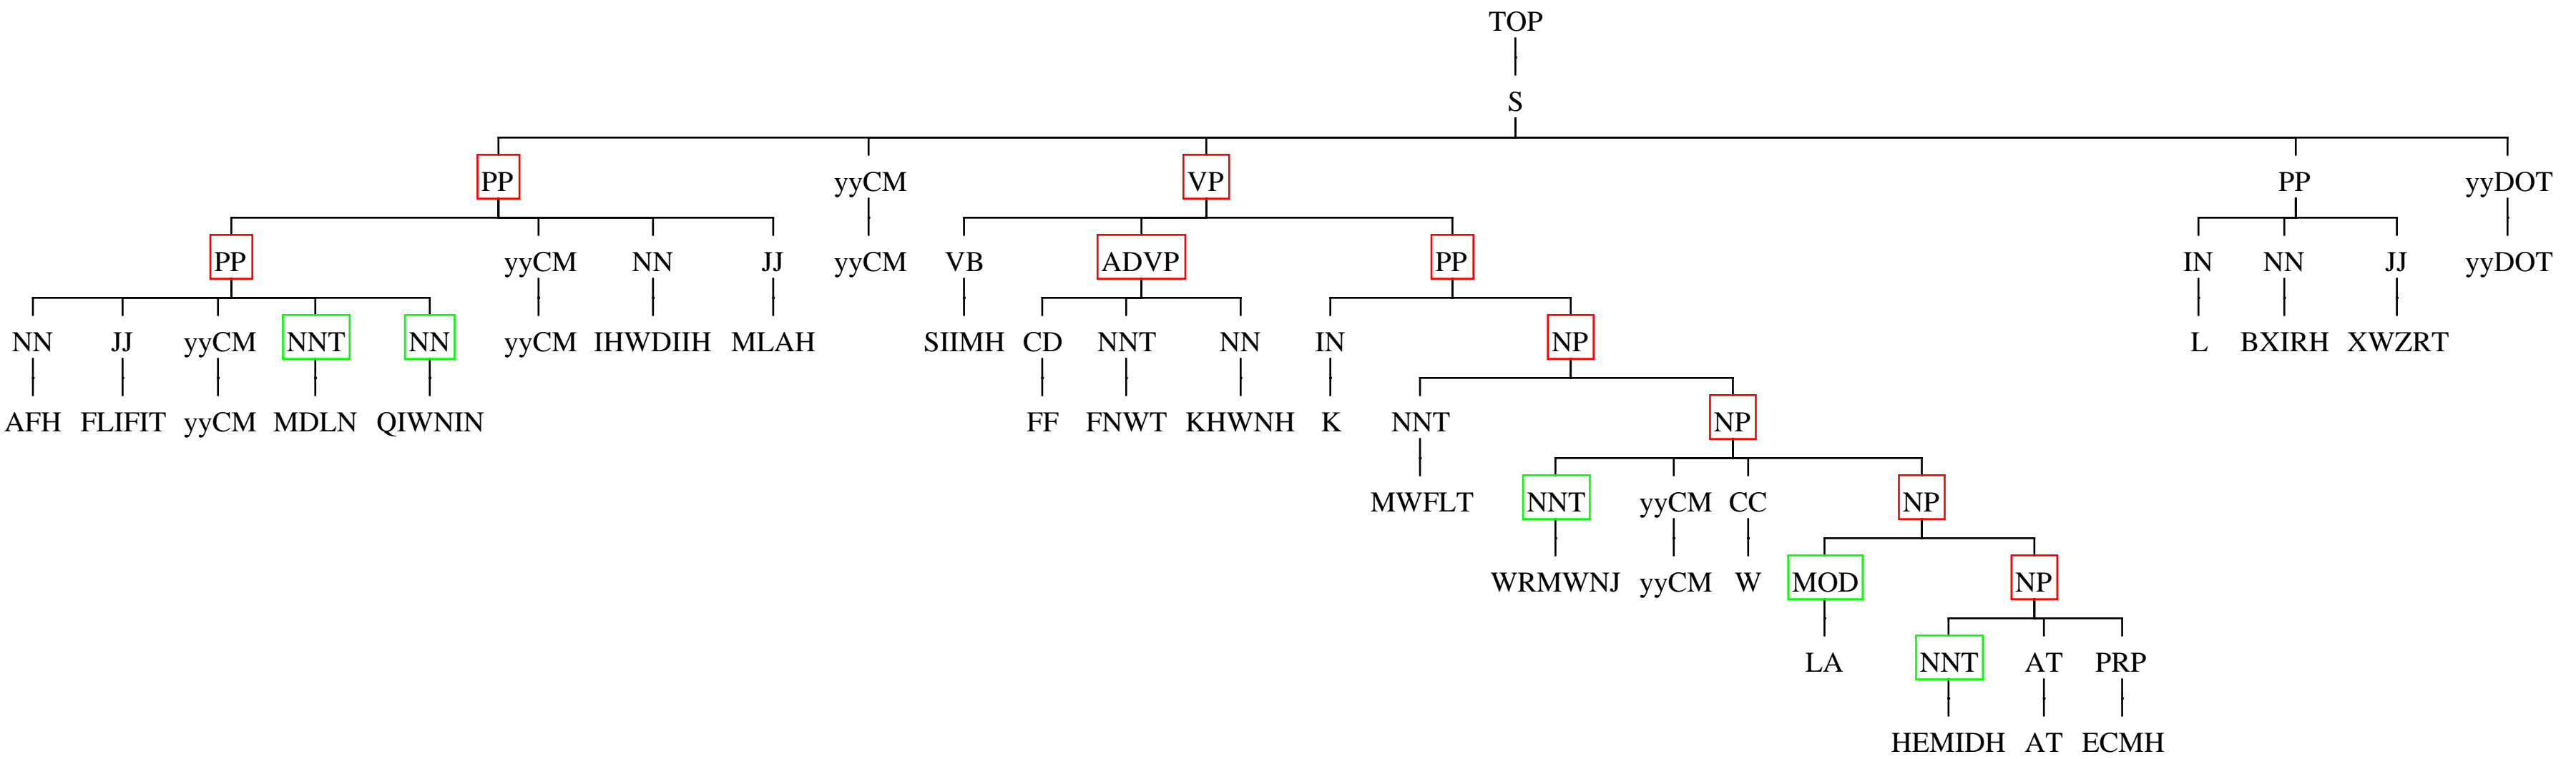 TOP
S
PP yyCM VP PP yyDOT
PP yyCM NN JJ yyCM VB ADVP PP IN NN JJ yyDOT
NN JJ yyCM NNT NN yyCM IHWDIIH MLAH SIIMH CD NNT NN IN NP L BXIRH XWZRT
AFH FLIFIT yyCM MDLN QIWNIN FF FNWT KHWNH K NNT NP
MWFLT NNT yyCM CC NP
WRMWNJ yyCM W MOD NP
LA NNT AT PRP
HEMIDH AT ECMH